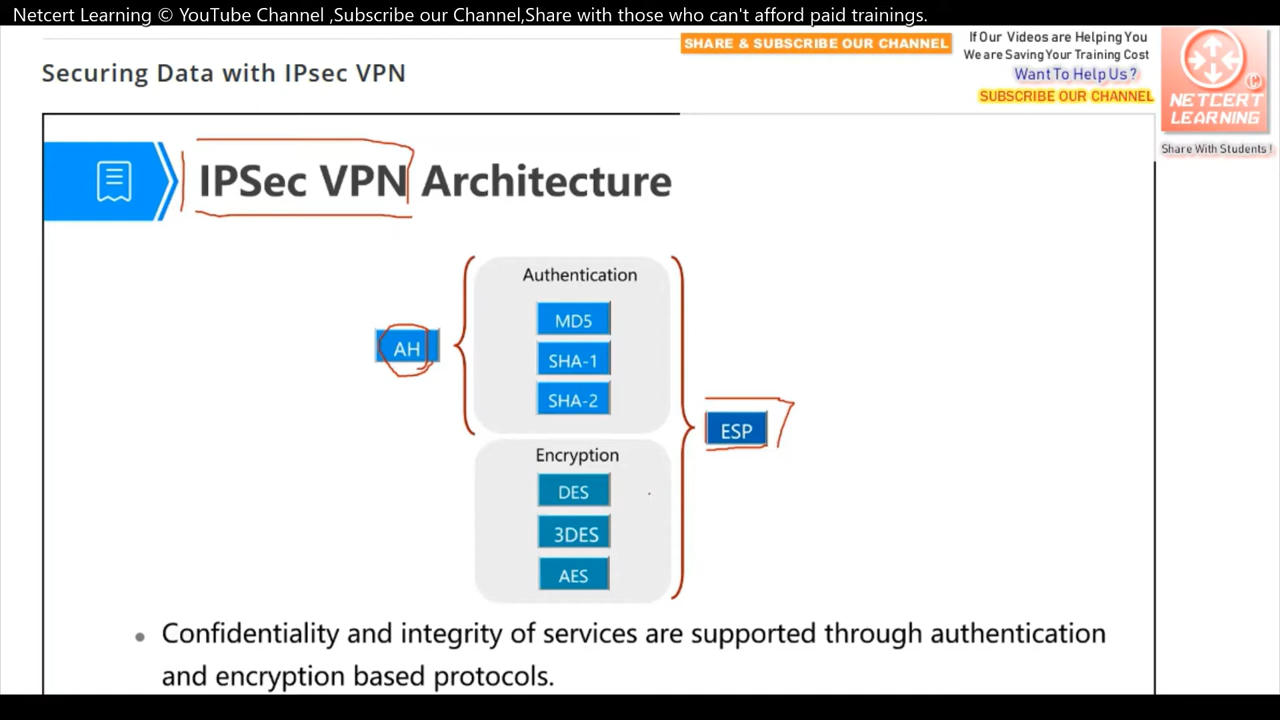 Netcert Learning © YouTube Channel ,Subscribe our Channel,Share with those who can't afford paid trainings.
SHARE & SUBSCRIBE OUR CHANNEL
If Our Videos are Helping You
We are Saving Your Training Cost
Want To Help Us ?
SUBSCRIBE OUR CHANNEL
©
NETCERT
LEARNING
Share With Students !
Securing Data with IPsec VPN
IPSec VPN Architecture
Authentication
MD5
AH
SHA-1
SHA-2
ESP
Encryption
DES
3DES
AES
• Confidentiality and integrity of services are supported through authentication
and encryption based protocols.